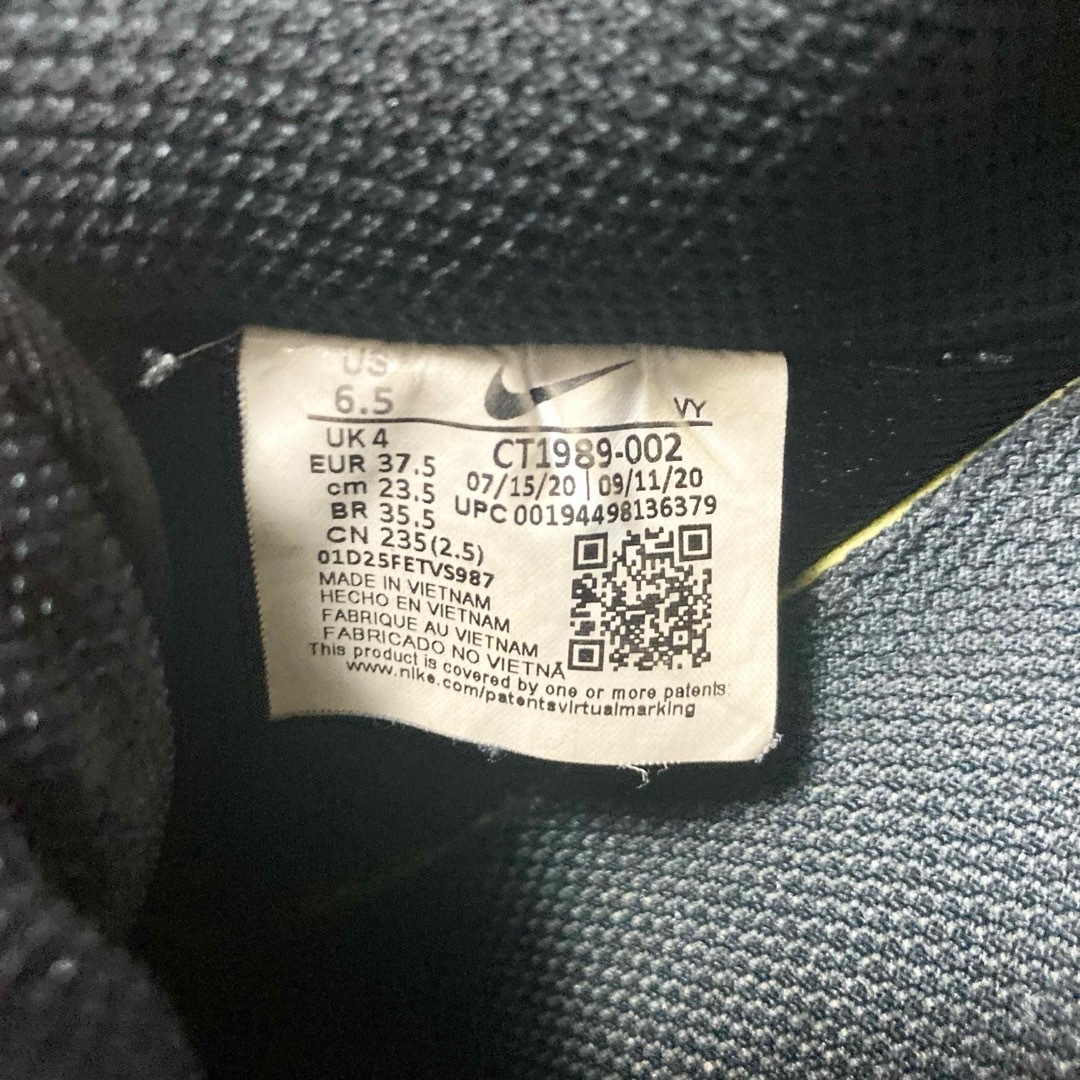 US
6.5
VY
UK 4
EUR 37.5
cm 23.5
BR 35.5
CN 235(2.5)
CT1989-002
07/15/20 | 09/11/20
UPC 00194498136379
01D25FETVS987
MADE IN VIETNAM
HECHO EN VIETNAM
FABRIQUE AU VIETNAM
FABRICADO NO VIETNÃ
This product is covered by one or more patents:
www.nike.com/patentsvirtualmarking